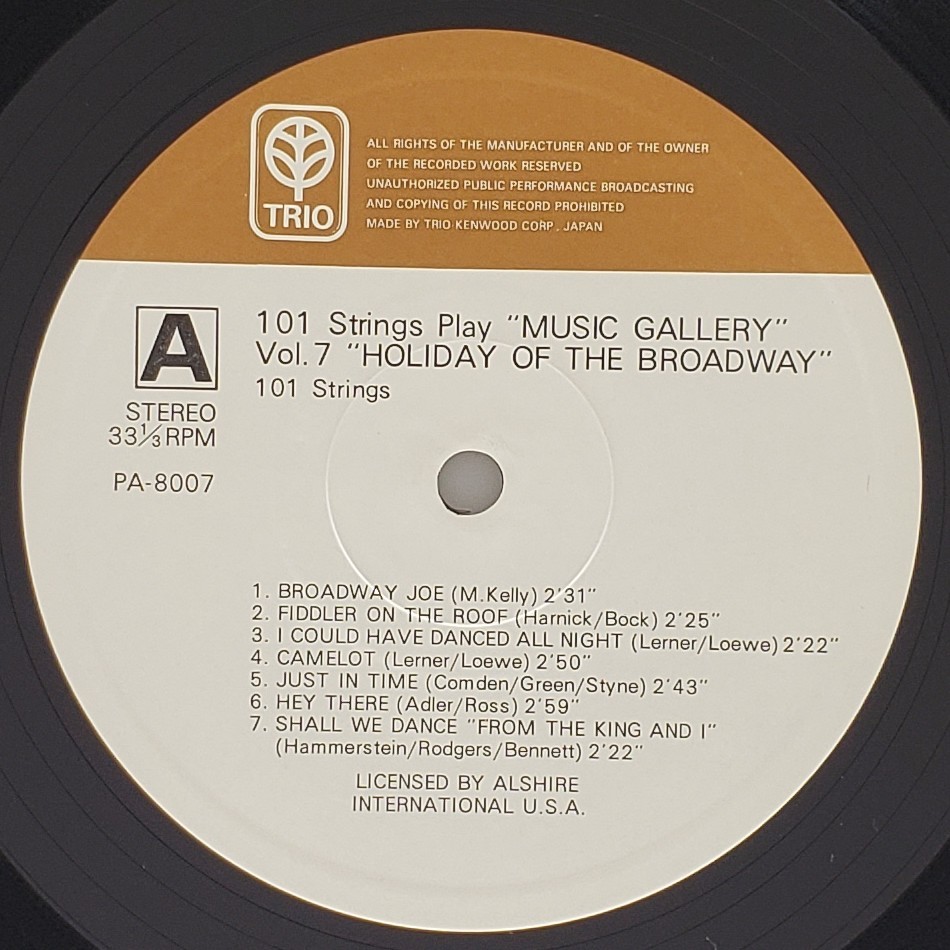 TRIO
ALL RIGHTS OF THE MANUFACTURER AND OF THE OWNER
OF THE RECORDED WORK RESERVED
UNAUTHORIZED PUBLIC PERFORMANCE BROADCASTING
AND COPYING OF THIS RECORD PROHIBITED
MADE BY TRIO KENWOOD CORP. JAPAN
A
STEREO
33 1/3 RPM
PA-8007
101 Strings Play "MUSIC GALLERY"
Vol.7 "HOLIDAY OF THE BROADWAY"
101 Strings
1. BROADWAY JOE (M.Kelly) 2'31"
2. FIDDLER ON THE ROOF (Harnick/Bock) 2'25"
3. I COULD HAVE DANCED ALL NIGHT (Lerner/Loewe) 2'22"
4. CAMELOT (Lerner/Loewe) 2'50"
5. JUST IN TIME (Comden/Green/Styne) 2'43"
6. HEY THERE (Adler/Ross) 2'59"
7. SHALL WE DANCE "FROM THE KING AND I"
(Hammerstein/Rodgers/Bennett) 2'22"
LICENSED BY ALSHIRE
INTERNATIONAL U.S.A.